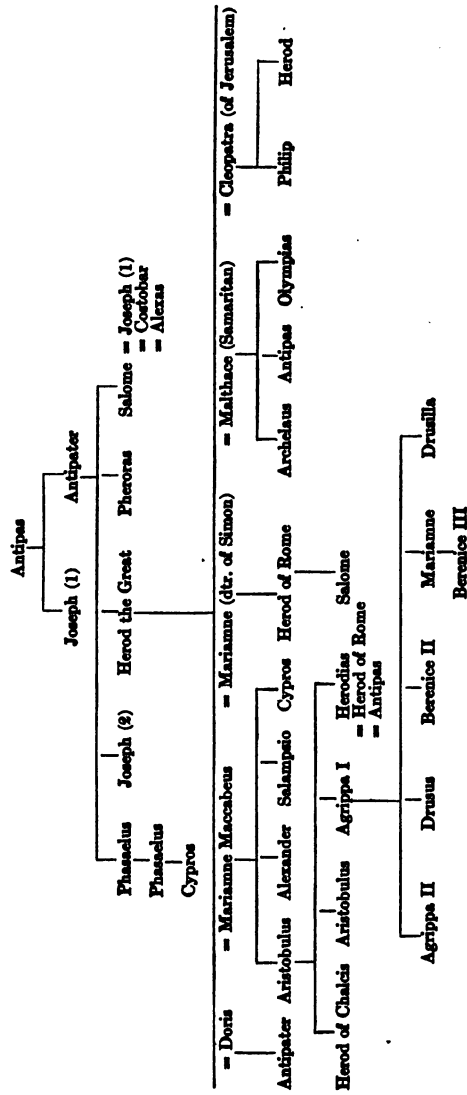 Antipas
Joseph (1) Antipater
Phasaelus Joseph (2) Herod the Great Pheroras Salome = Joseph (1)
= Costobar
= Alexas
Phasaelus
Cypros
= Doris = Mariamne Maccabeus = Mariamne (dtr. of Simon) = Malthace (Samaritan) = Cleopatra (of Jerusalem)
Antipater Aristobulus Alexander Salampsio Cypros Herod of Rome Archelaus Antipas Olympias Philip Herod
Herod of Chalcis Aristobulus Agrippa I Herodias Salome
= Herod of Rome
= Antipas
Agrippa II Drusus Berenice II Mariamne Drusilla
Berenice III